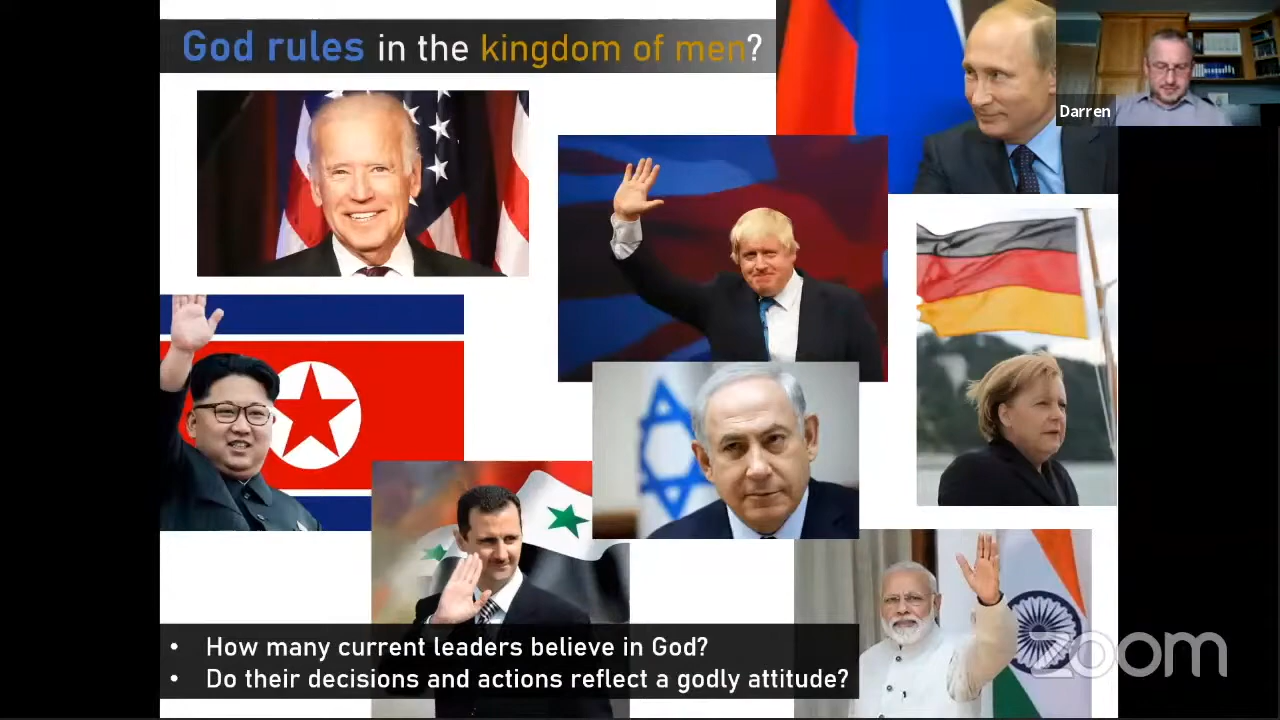 God rules in the kingdom of men?
Darren
• How many current leaders believe in God?
• Do their decisions and actions reflect a godly attitude?
zoom